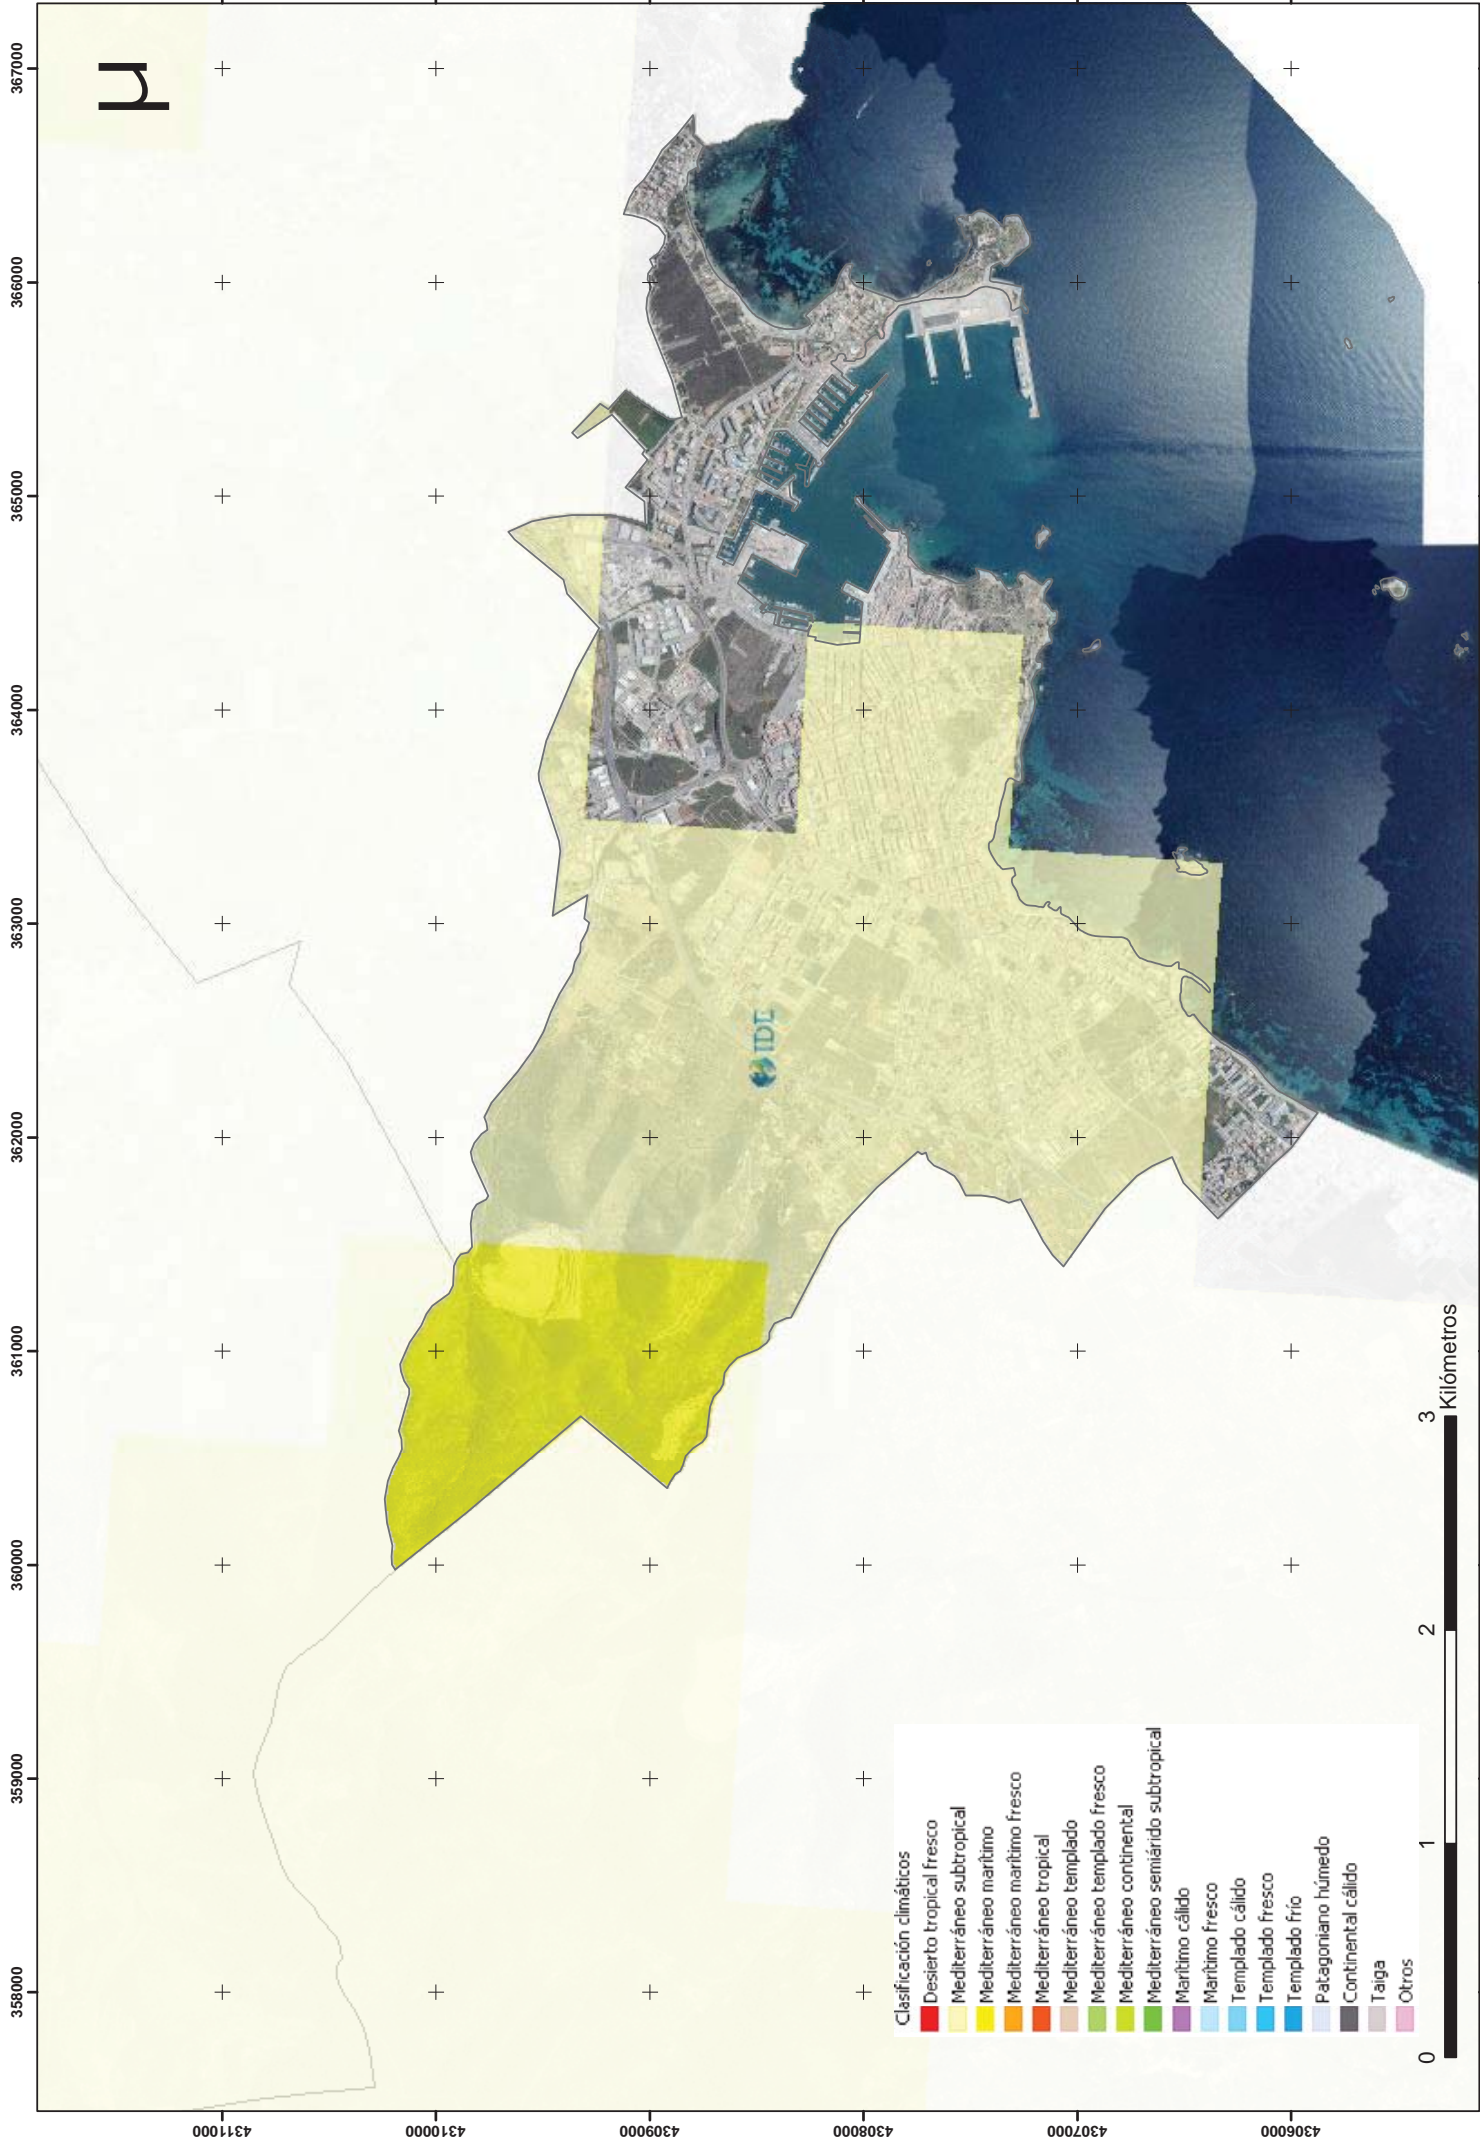 358000
359000
360000
361000
362000
363000
364000
365000
366000
367000
µ
4311000
4310000
4309000
4308000
4307000
4306000
IDE
Clasificación climáticos
Desierto tropical fresco
Mediterráneo subtropical
Mediterráneo marítimo
Mediterráneo marítimo fresco
Mediterráneo tropical
Mediterráneo templado
Mediterráneo templado fresco
Mediterráneo continental
Mediterráneo semiárido subtropical
Marítimo cálido
Marítimo fresco
Templado cálido
Templado fresco
Templado frío
Patagoniano húmedo
Continental cálido
Taiga
Otros
0 1 2 3
Kilómetros